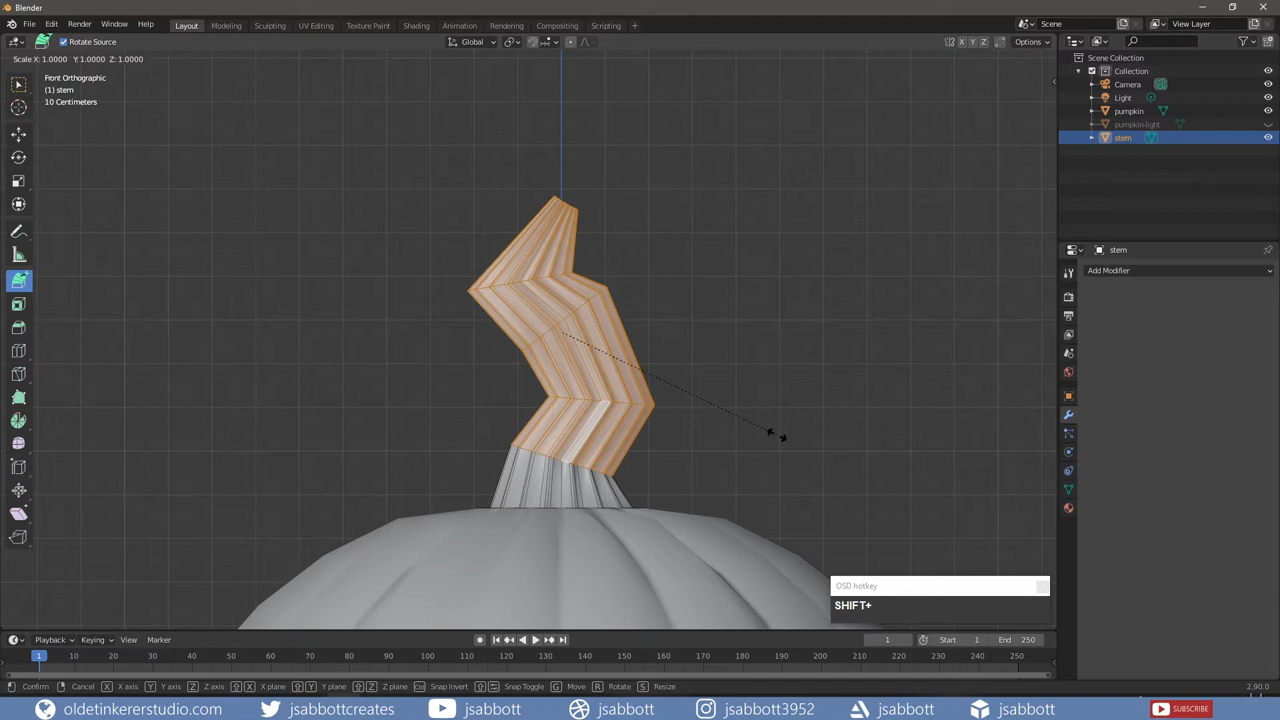 Blender
File Edit Render Window Help Layout Modeling Sculpting UV Editing Texture Paint Shading Animation Rendering Compositing Scripting + Scene View Layer
Rotate Source Global X Y Z Options
Scale X: 1.0000 Y: 1.0000 Z: 1.0000
Front Orthographic
(1) stem
10 Centimeters
Scene Collection
Collection
Camera
Light
pumpkin
pumpkin-light
stem
stem
Add Modifier
OSD hotkey
SHIFT+
Playback Keying View Marker 1 Start 1 End 250
1 10 20 30 40 50 60 70 80 90 100 110 120 130 140 150 160 170 180 190 200 210 220 230 240 250
Confirm Cancel X X axis Y Y axis Z Z axis X X plane Y Y plane Z Z plane Ctrl Snap Invert Snap Toggle G Move R Rotate S Resize 2.90.0
oldetinkererstudio.com jsabbottcreates jsabbott jsabbott jsabbott3952 jsabbott jsabbott SUBSCRIBE